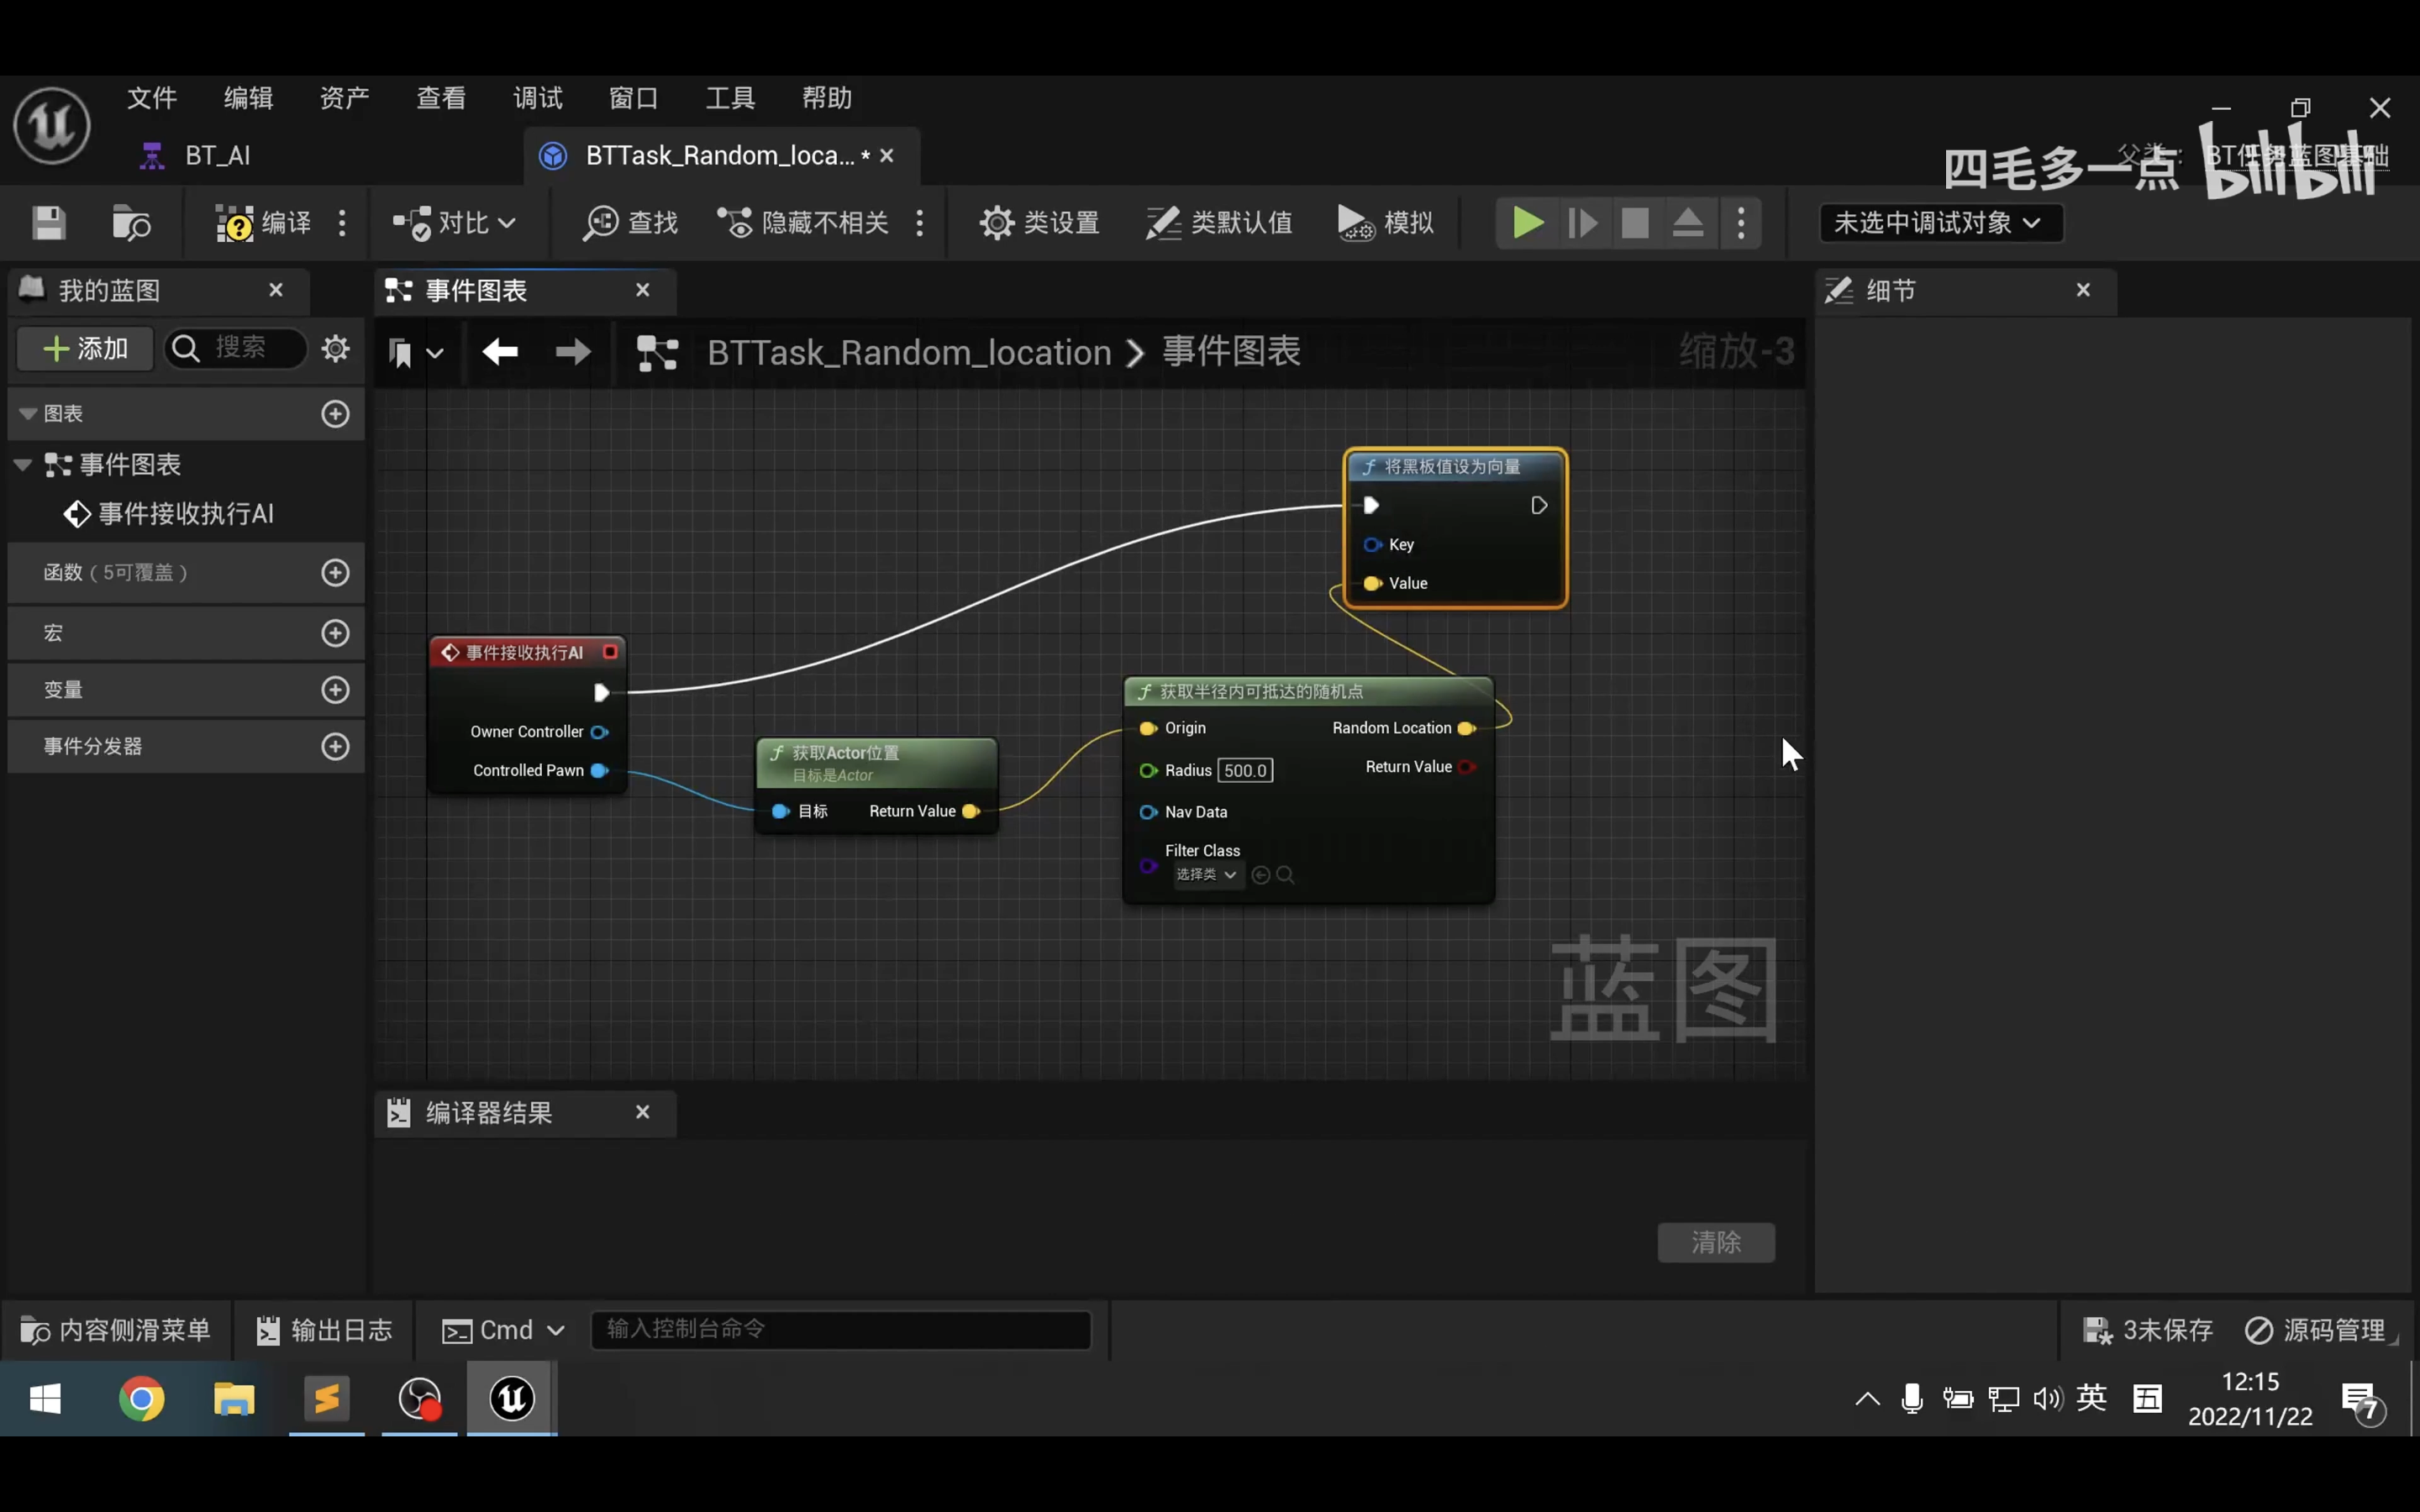 文件 编辑 资产 查看 调试 窗口 工具 帮助
BT_AI
BTTask_Random_loca... *
四毛多一点
bilibili
编译
对比
查找
隐藏不相关
类设置
类默认值
模拟
未选中调试对象
我的蓝图
事件图表
细节
添加
搜索
BTTask_Random_location > 事件图表
缩放-3
图表
事件图表
事件接收执行AI
函数（5可覆盖）
宏
变量
事件分发器
将黑板值设为向量
Key
Value
事件接收执行AI
Owner Controller
Controlled Pawn
获取Actor位置
目标是Actor
目标 Return Value
获取半径内可抵达的随机点
Origin Random Location
Radius 500.0 Return Value
Nav Data
Filter Class
选择类
蓝图
编译器结果
清除
内容侧滑菜单
输出日志
Cmd
输入控制台命令
3未保存
源码管理
英
五
12:15
2022/11/22
7